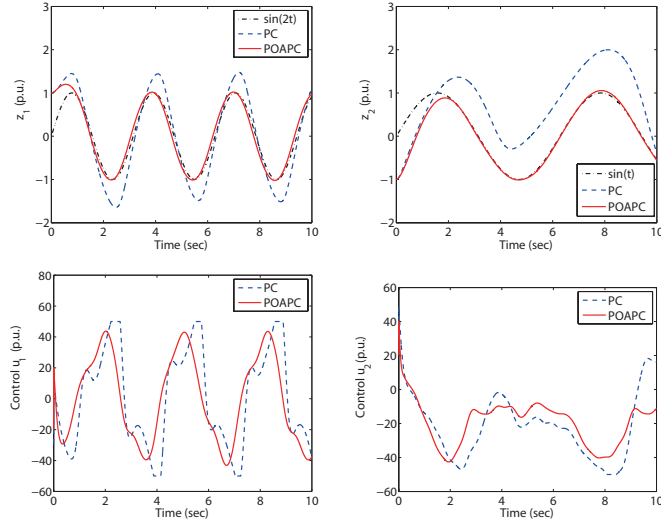 2
1
0
−1
−2
z1 (p.u.)
sin(2t)
PC
POAPC
0 2 4 6 8 10
Time (sec)
3
2
1
0
−1
−2
z2 (p.u.)
sin(t)
PC
POAPC
0 2 4 6 8 10
Time (sec)
80
60
40
20
0
−20
−40
−60
Control u1 (p.u.)
PC
POAPC
0 2 4 6 8 10
Time (sec)
60
40
20
0
−20
−40
−60
Control u2(p.u.)
PC
POAPC
0 2 4 6 8 10
Time (sec)